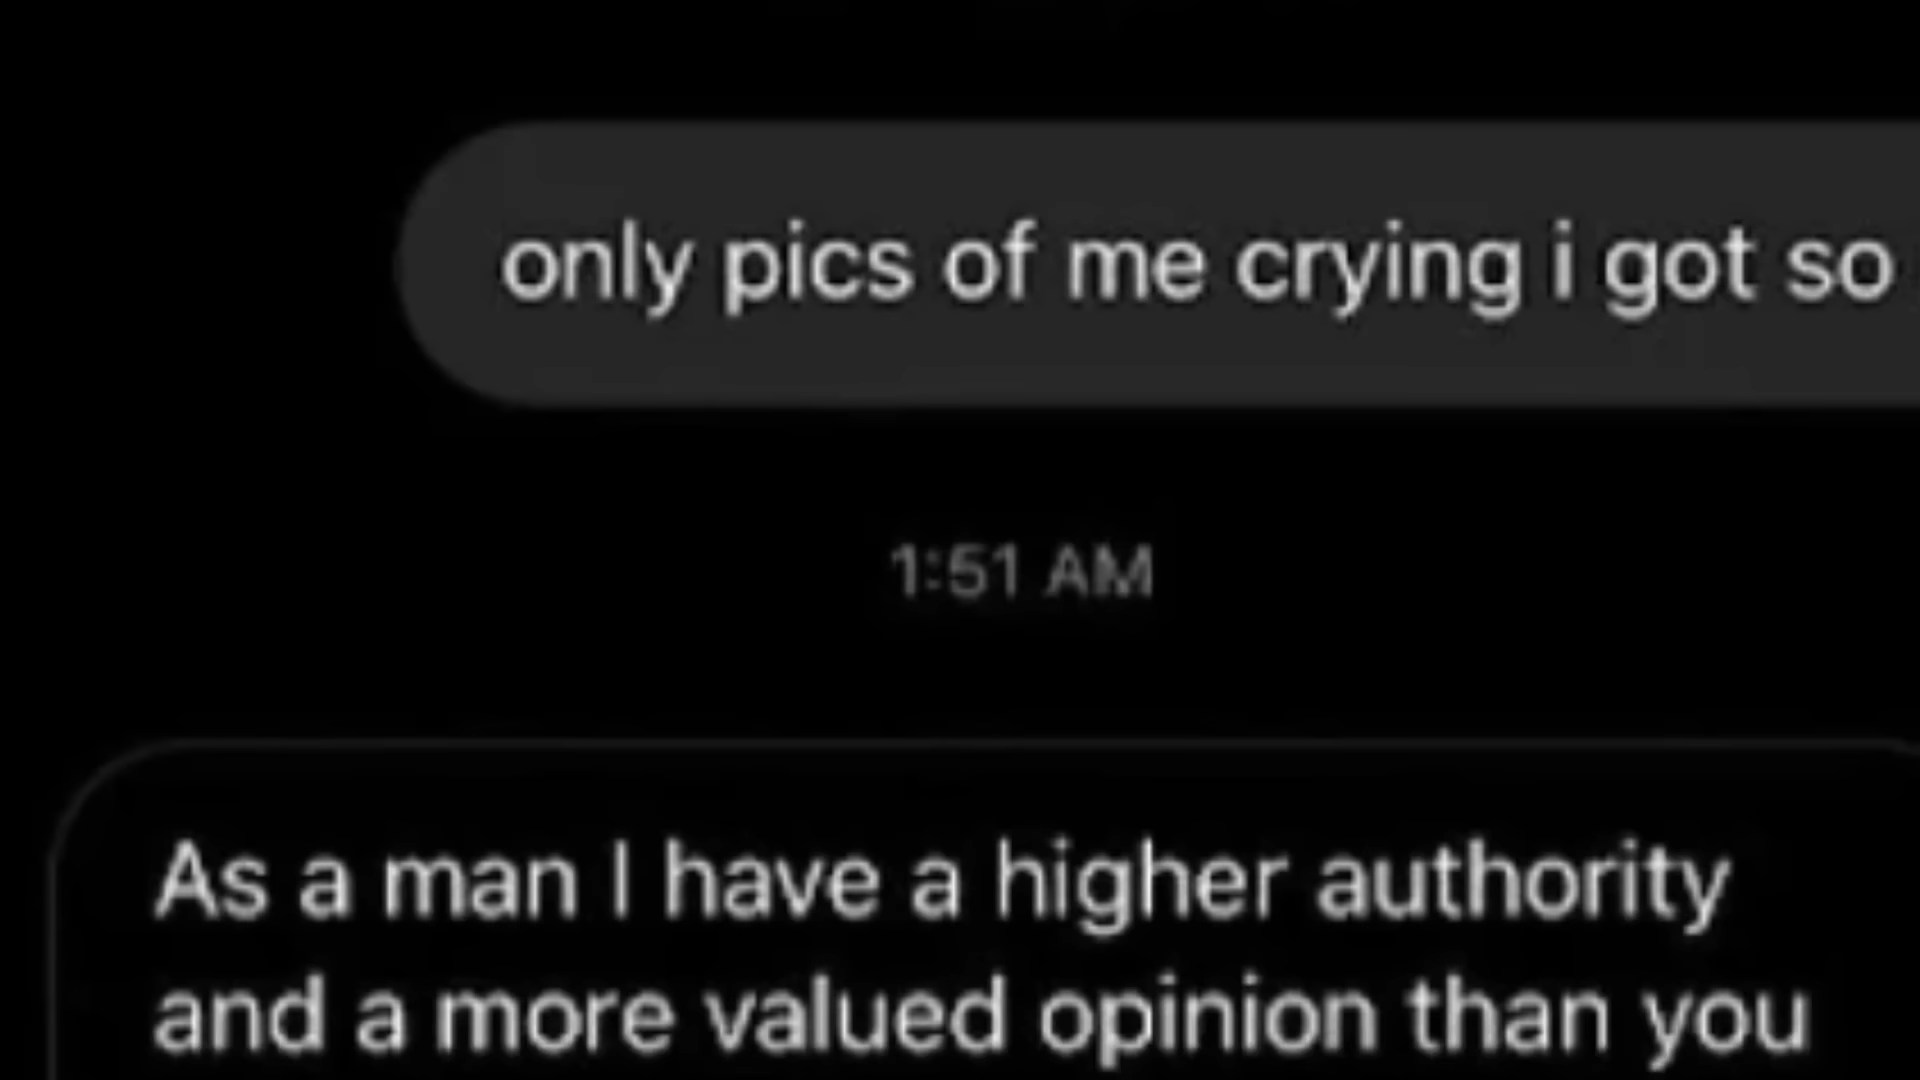 only pics of me crying i got so
1:51 AM
As a man I have a higher authority
and a more valued opinion than you